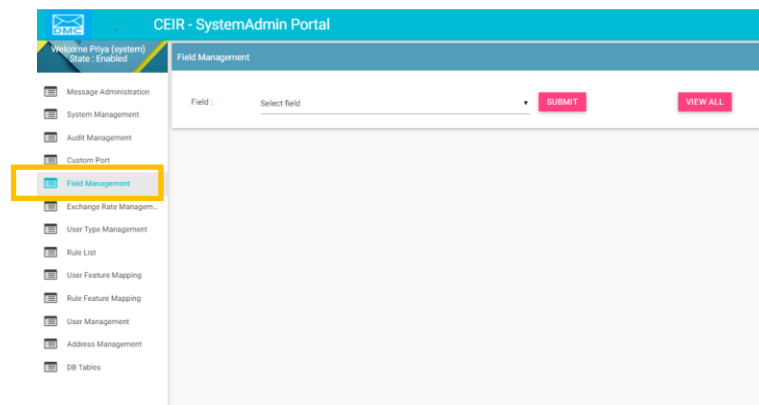 DMC
CEIR - SystemAdmin Portal
Welcome Priya (system)
State : Enabled
Field Management
Message Administration
System Management
Audit Management
Custom Port
Field Management
Exchange Rate Managem...
User Type Management
Rule List
User Feature Mapping
Rule Feature Mapping
User Management
Address Management
DB Tables
Field :
Select field
SUBMIT
VIEW ALL